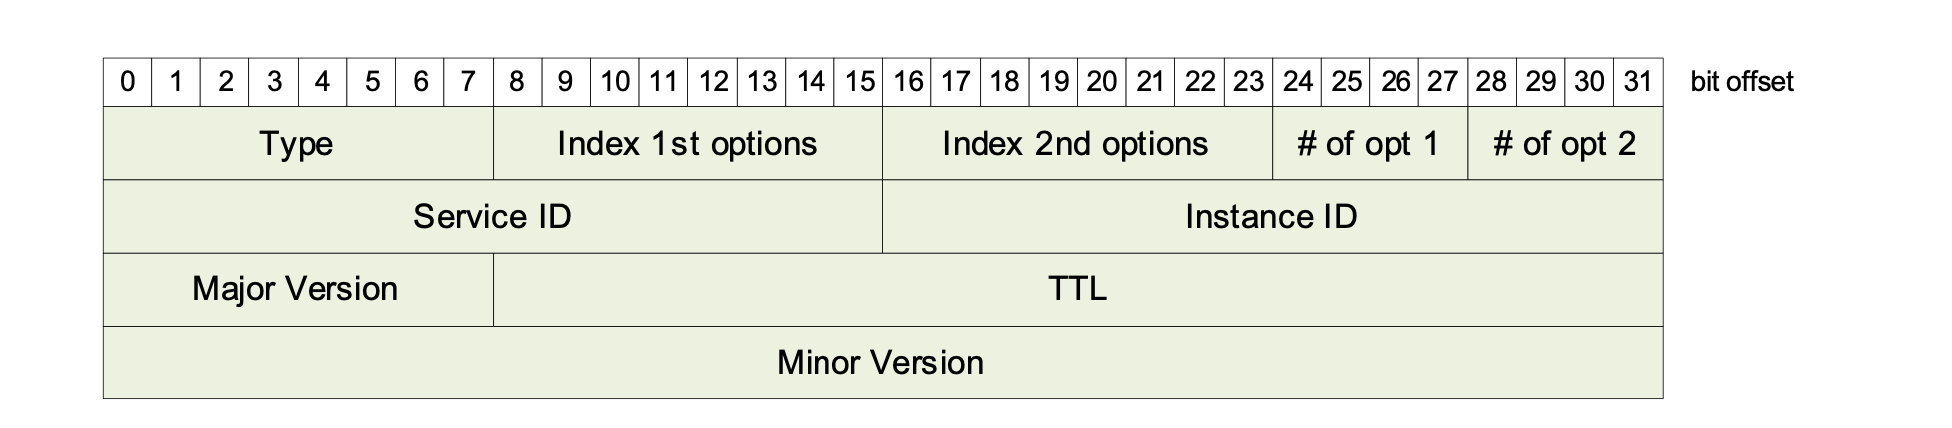 0 1 2 3 4 5 6 7 8 9 10 11 12 13 14 15 16 17 18 19 20 21 22 23 24 25 26 27 28 29 30 31 bit offset
Type Index 1st options Index 2nd options # of opt 1 # of opt 2
Service ID Instance ID
Major Version TTL
Minor Version